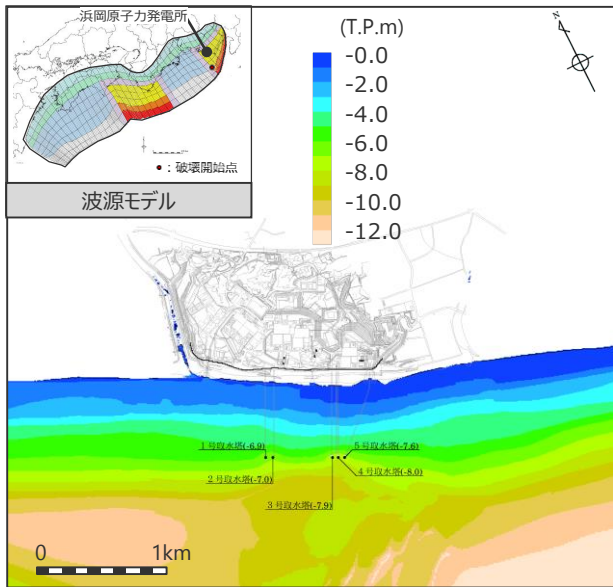 浜岡原子力発電所
●：破壊開始点
波源モデル
(T.P.m)
-0.0
-2.0
-4.0
-6.0
-8.0
-10.0
-12.0
N
1号取水塔(-6.9)
5号取水塔(-7.6)
2号取水塔(-7.0)
4号取水塔(-8.0)
3号取水塔(-7.9)
0 1km